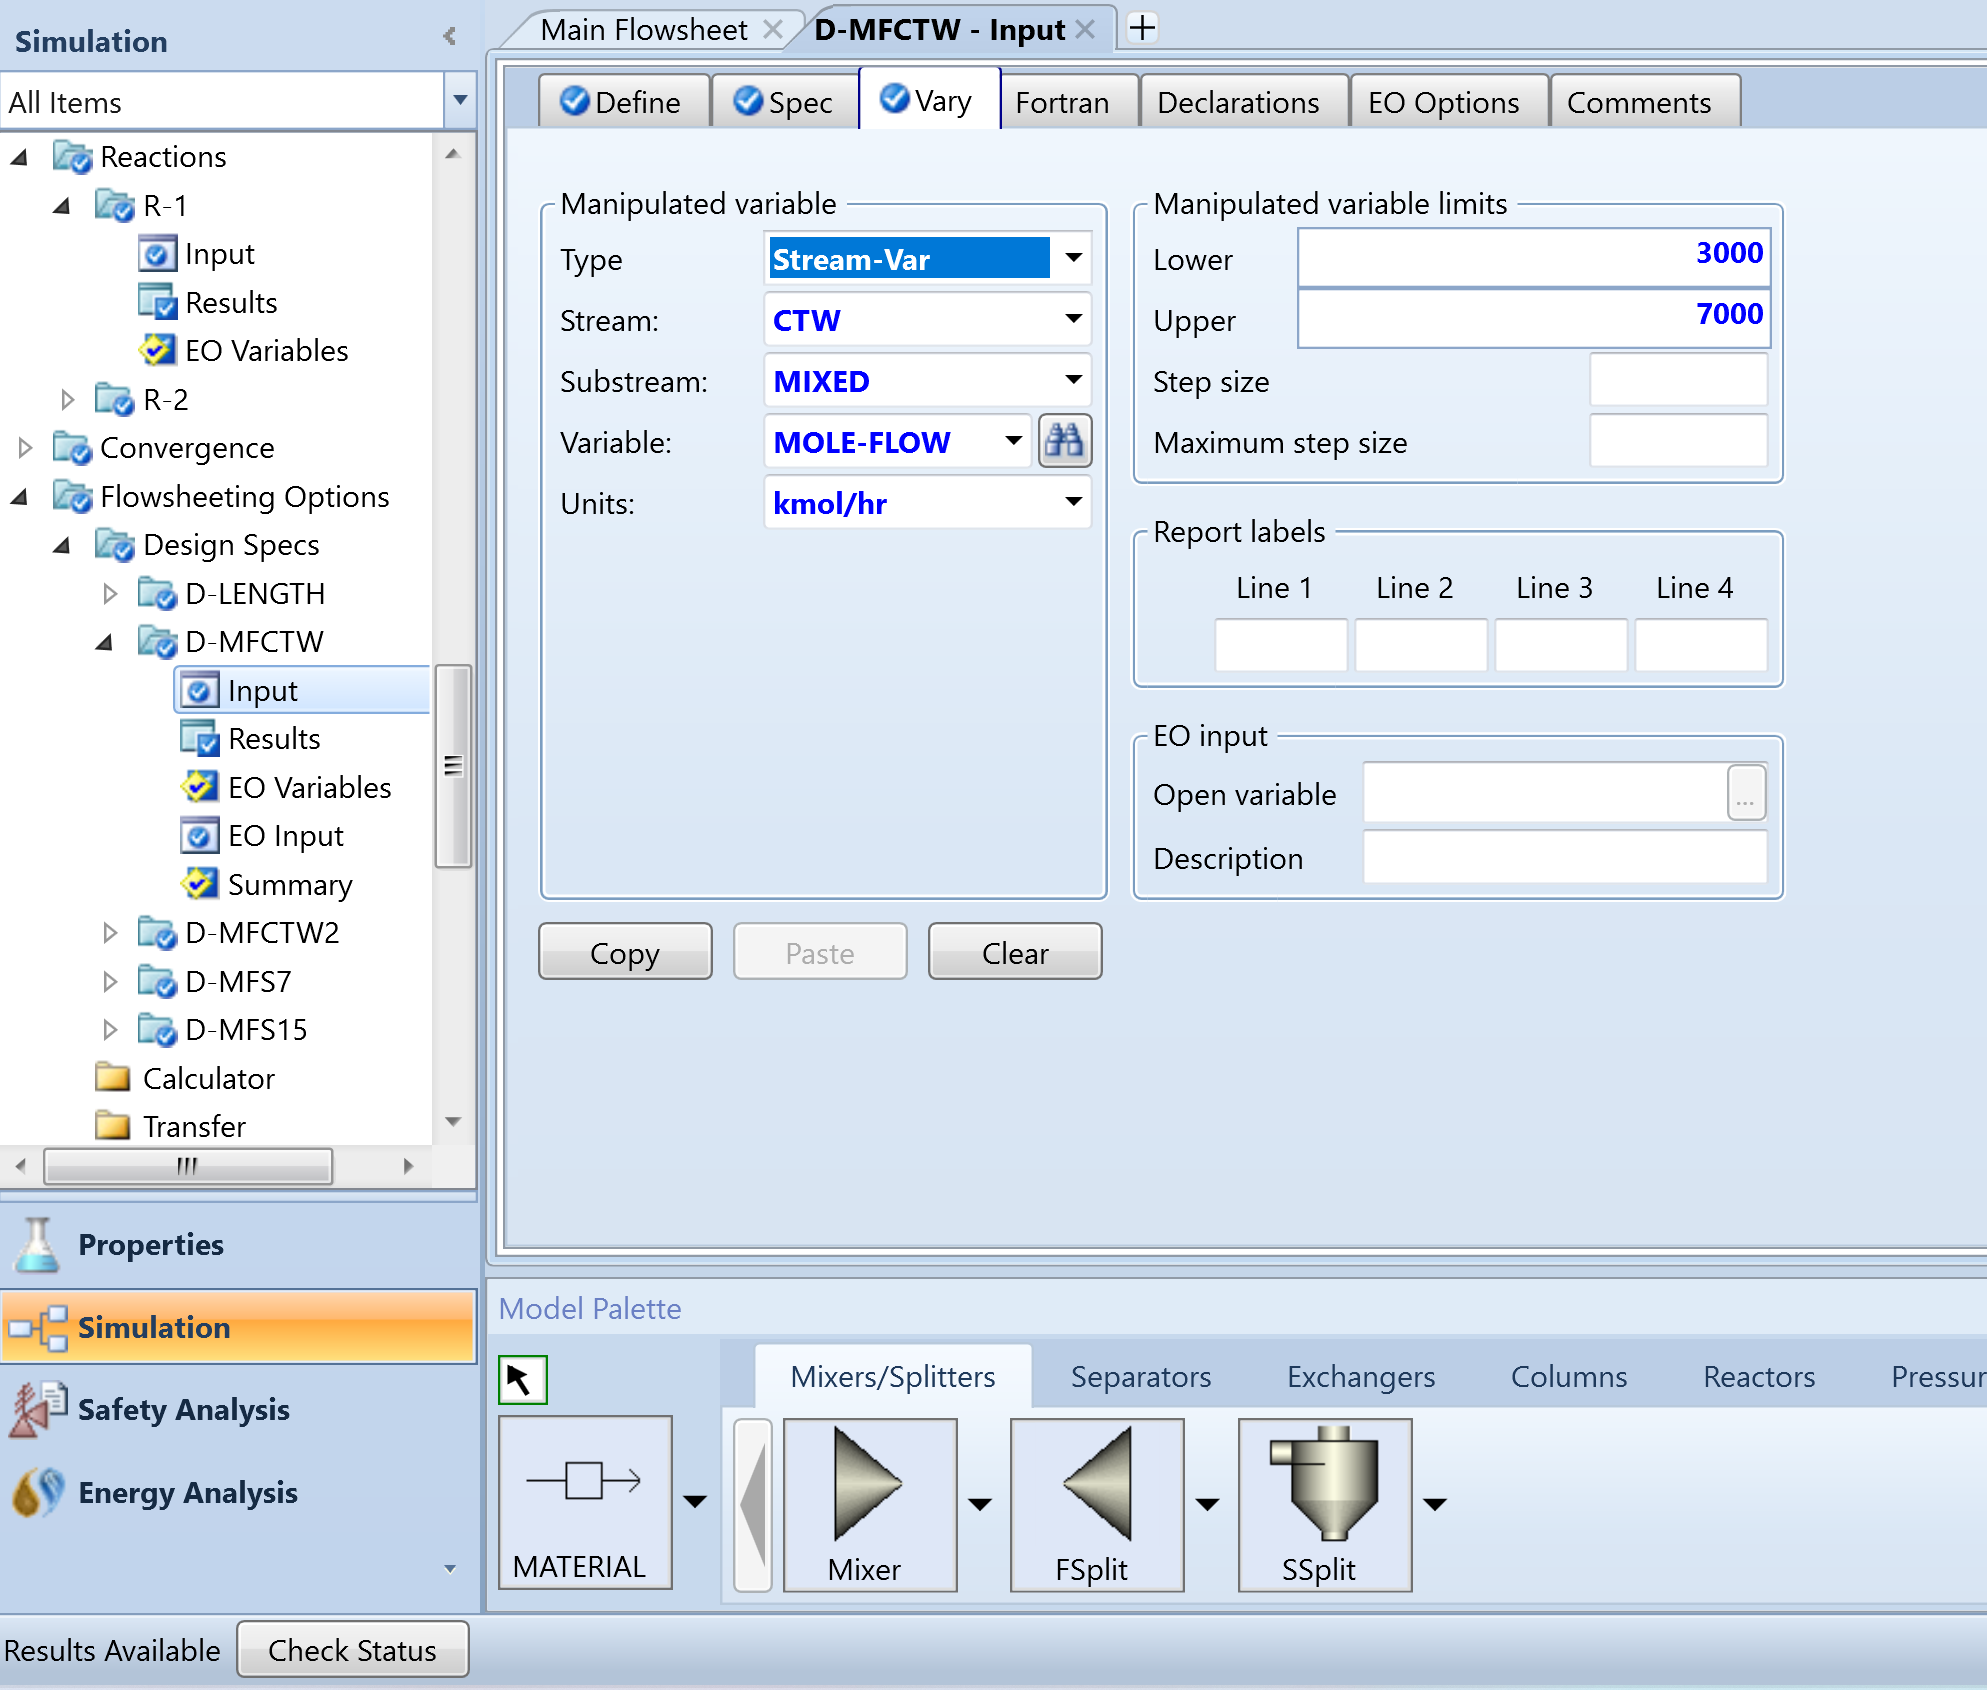 Simulation
All Items
Reactions
R-1
Input
Results
EO Variables
R-2
Convergence
Flowsheeting Options
Design Specs
D-LENGTH
D-MFCTW
Input
Results
EO Variables
EO Input
Summary
D-MFCTW2
D-MFS7
D-MFS15
Calculator
Transfer
Properties
Simulation
Safety Analysis
Energy Analysis
Main Flowsheet
D-MFCTW - Input
Define Spec Vary Fortran Declarations EO Options Comments
Manipulated variable
Type Stream-Var
Stream: CTW
Substream: MIXED
Variable: MOLE-FLOW
Units: kmol/hr
Copy Paste Clear
Manipulated variable limits
Lower 3000
Upper 7000
Step size
Maximum step size
Report labels
Line 1 Line 2 Line 3 Line 4
EO input
Open variable ...
Description
Model Palette
Mixers/Splitters Separators Exchangers Columns Reactors Pressur
MATERIAL Mixer FSplit SSplit
Results Available Check Status